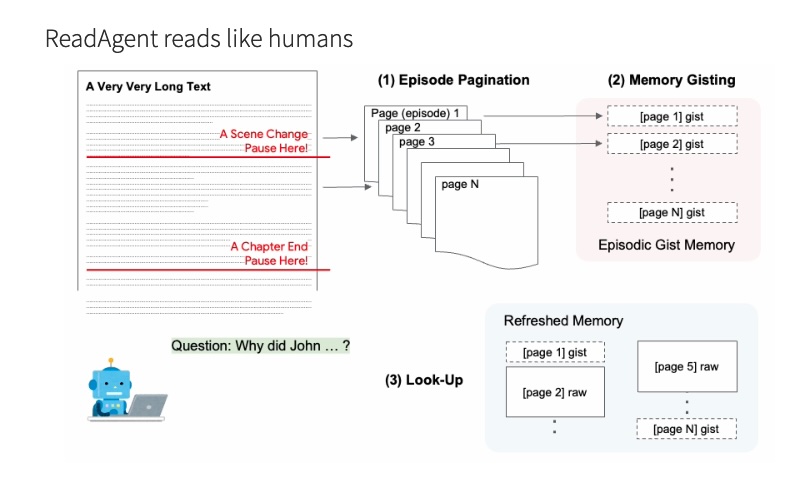 ReadAgent reads like humans
A Very Very Long Text
A Scene Change
Pause Here!
A Chapter End
Pause Here!
(1) Episode Pagination
Page (episode) 1
page 2
page 3
page N
(2) Memory Gisting
[page 1] gist
[page 2] gist
[page N] gist
Episodic Gist Memory
Question: Why did John … ?
(3) Look-Up
Refreshed Memory
[page 1] gist
[page 2] raw
[page 5] raw
[page N] gist